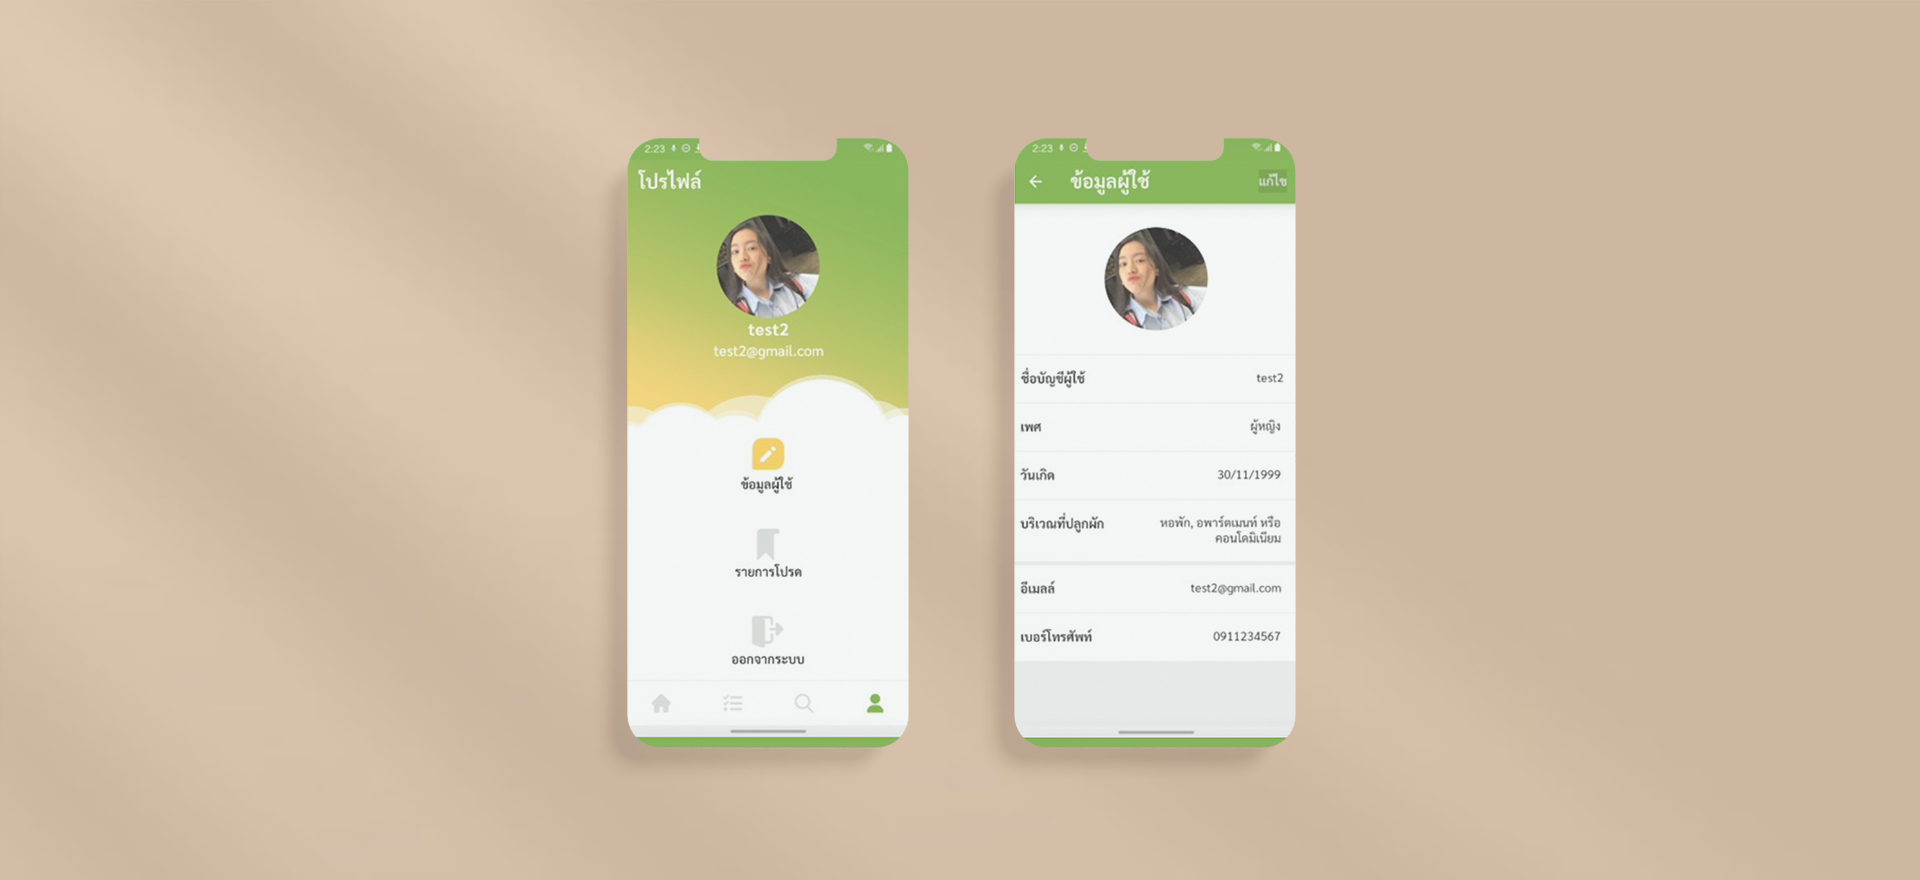 2:23
โปรไฟล์
test2
test2@gmail.com
ข้อมูลผู้ใช้
รายการโปรด
ออกจากระบบ
2:23
ข้อมูลผู้ใช้
แก้ไข
ชื่อบัญชีผู้ใช้ test2
เพศ ผู้หญิง
วันเกิด 30/11/1999
บริเวณที่ปลูกผัก หอพัก, อพาร์ตเมนท์ หรือ
คอนโดมิเนียม
อีเมลล์ test2@gmail.com
เบอร์โทรศัพท์ 0911234567